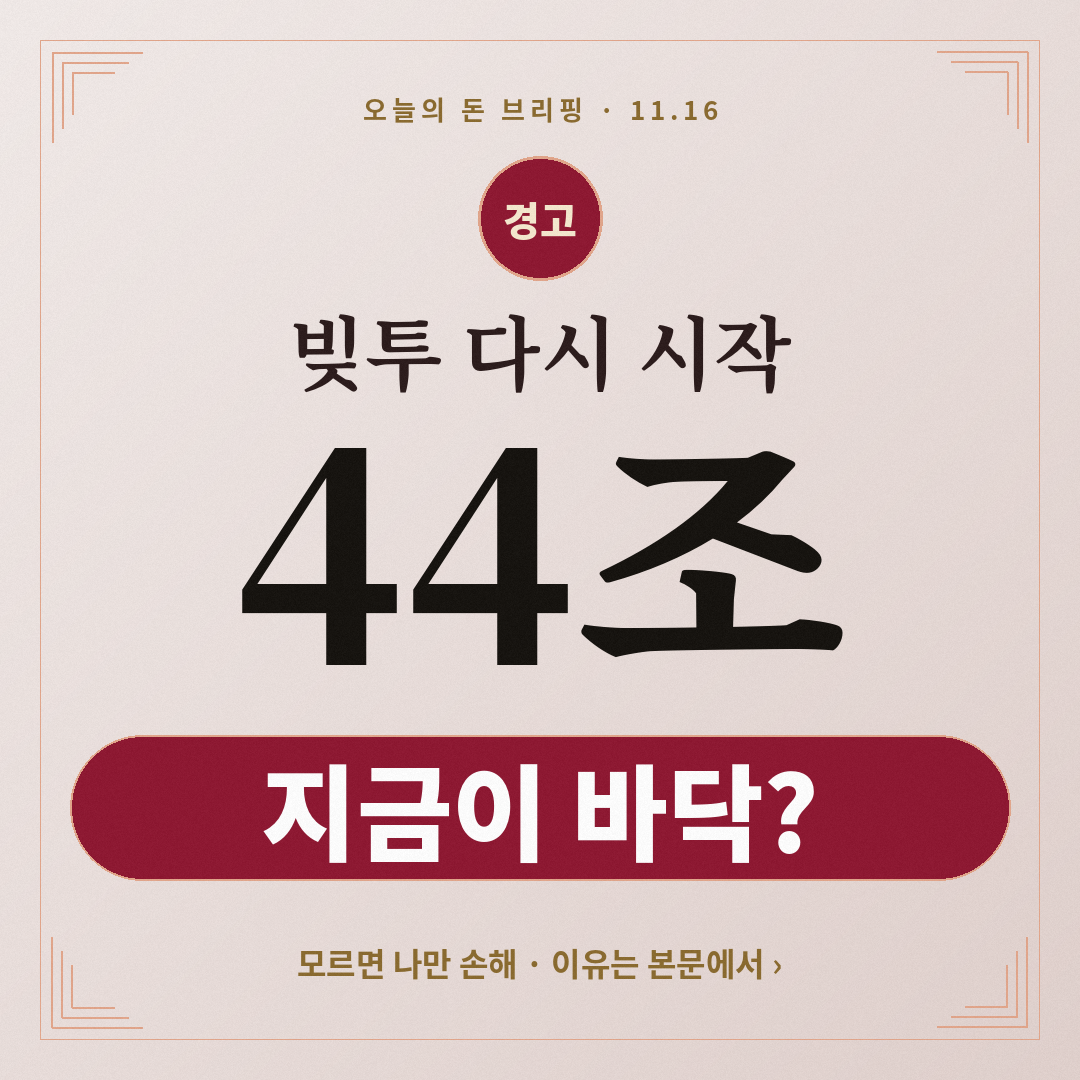 오늘의 돈 브리핑 · 11.16
경고
빚투 다시 시작
44조
지금이 바닥?
모르면 나만 손해 · 이유는 본문에서 ›